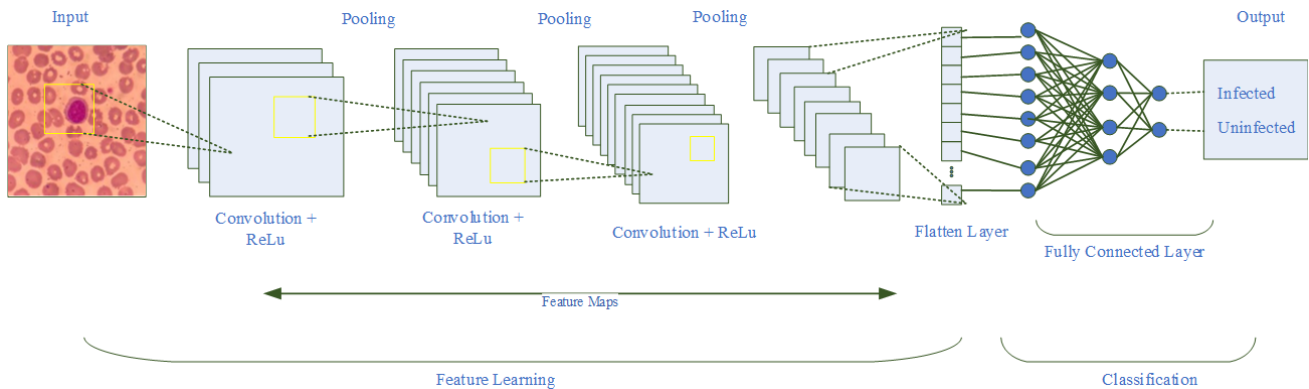 Input
Pooling
Pooling
Pooling
Output
Infected
Uninfected
Convolution +
ReLu
Convolution +
ReLu
Convolution + ReLu
Flatten Layer
Fully Connected Layer
Feature Maps
Feature Learning
Classification